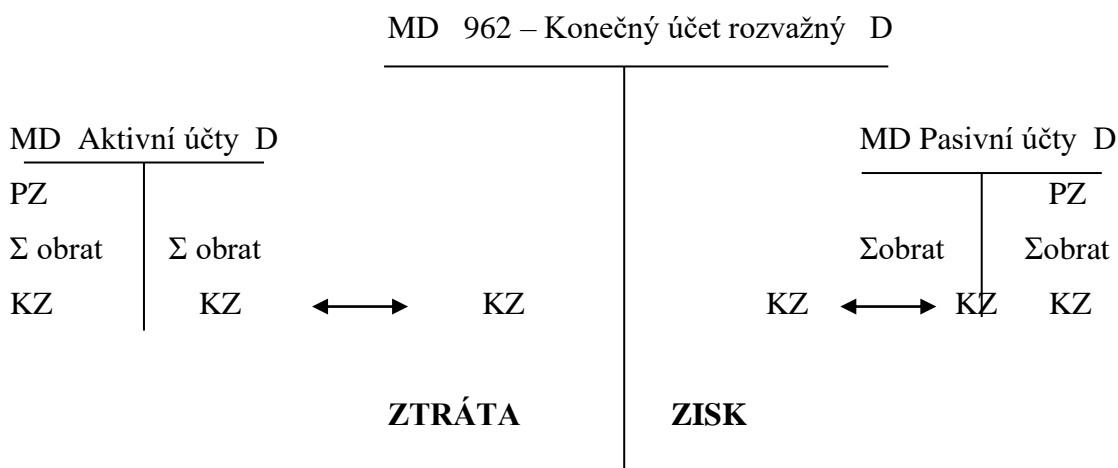 MD 962 – Konečný účet rozvažný D
MD Aktivní účty D
MD Pasivní účty D
PZ
PZ
Σ obrat Σ obrat
Σobrat Σobrat
KZ KZ KZ KZ KZ KZ
ZTRÁTA ZISK